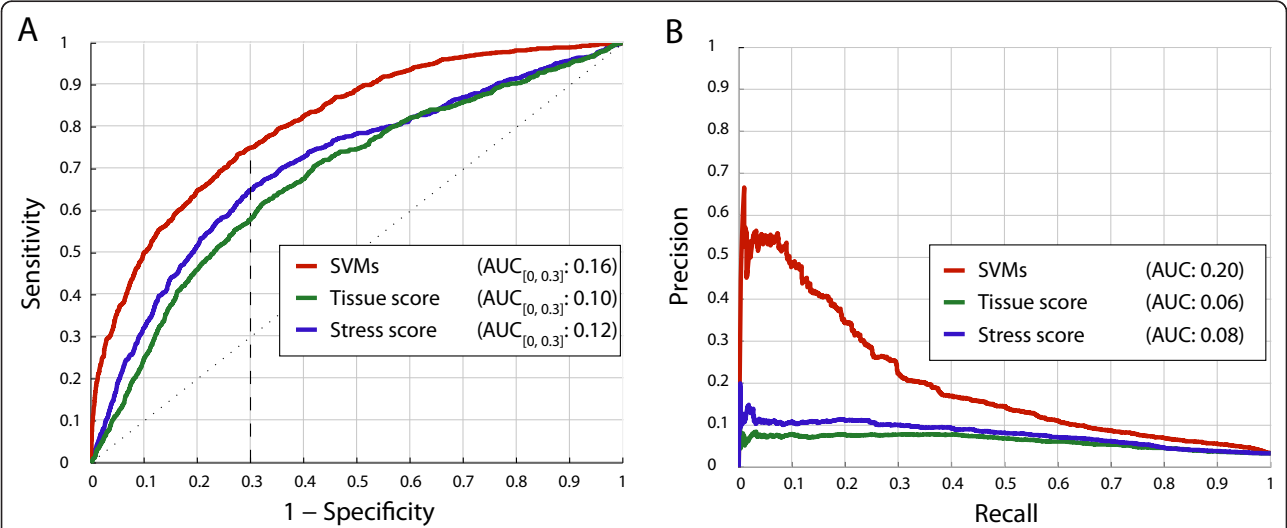 A
Sensitivity
1
0.9
0.8
0.7
0.6
0.5
0.4
0.3
0.2
0.1
0
SVMs (AUC[0, 0.3]: 0.16)
Tissue score (AUC[0, 0.3]: 0.10)
Stress score (AUC[0, 0.3]: 0.12)
0 0.1 0.2 0.3 0.4 0.5 0.6 0.7 0.8 0.9 1
1 − Specificity
B
Precision
1
0.9
0.8
0.7
0.6
0.5
0.4
0.3
0.2
0.1
0
SVMs (AUC: 0.20)
Tissue score (AUC: 0.06)
Stress score (AUC: 0.08)
0 0.1 0.2 0.3 0.4 0.5 0.6 0.7 0.8 0.9 1
Recall